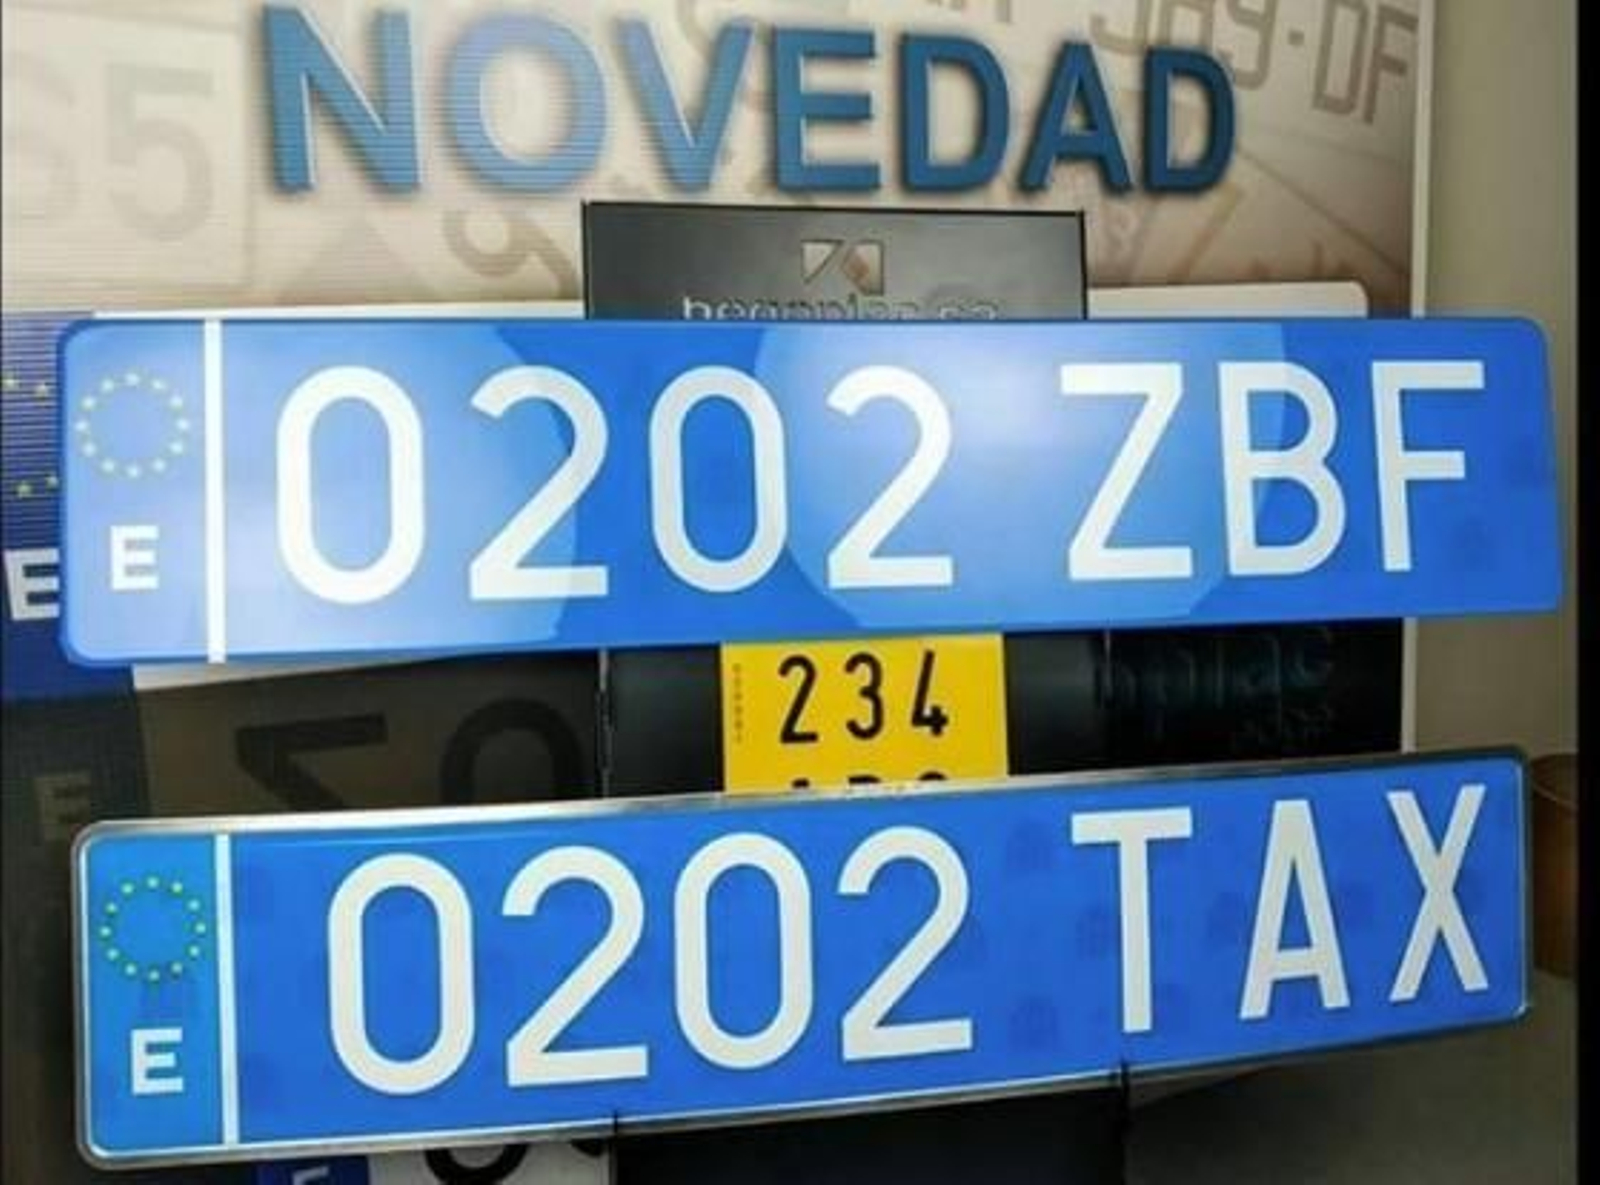 NOVEDAD
E 0202 ZBF
E
234
E 0202 TAX